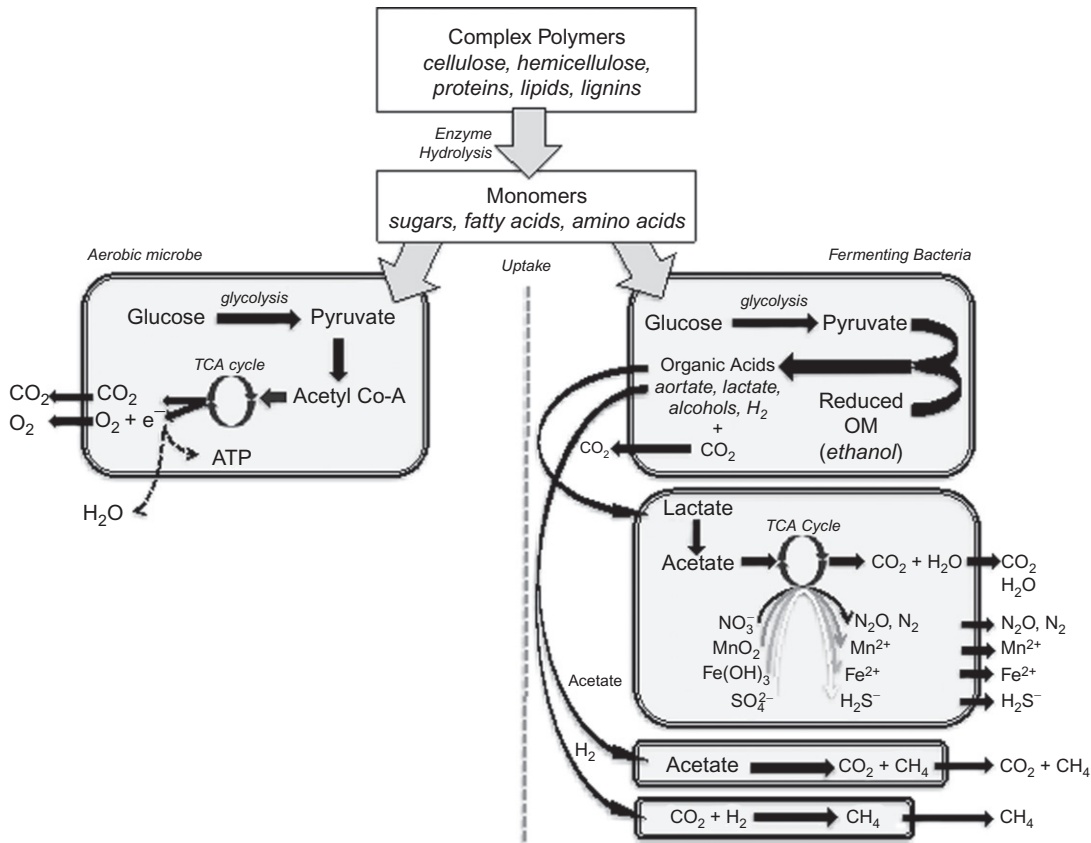 Complex Polymers
cellulose, hemicellulose,
proteins, lipids, lignins
Enzyme
Hydrolysis
Monomers
sugars, fatty acids, amino acids
Aerobic microbe
Uptake
Fermenting Bacteria
glycolysis
Glucose
Pyruvate
TCA cycle
Acetyl Co-A
CO₂
CO₂
O₂
O₂ + e⁻
ATP
H₂O
glycolysis
Glucose
Pyruvate
Organic Acids
aortate, lactate,
alcohols, H₂
+
CO₂
CO₂
Reduced
OM
(ethanol)
Lactate
TCA Cycle
Acetate
CO₂ + H₂O
CO₂
H₂O
NO₃⁻
N₂O, N₂
N₂O, N₂
MnO₂
Mn²⁺
Mn²⁺
Fe(OH)₃
Fe²⁺
Fe²⁺
SO₄²⁻
H₂S⁻
H₂S⁻
Acetate
H₂
Acetate
CO₂ + CH₄
CO₂ + CH₄
CO₂ + H₂
CH₄
CH₄